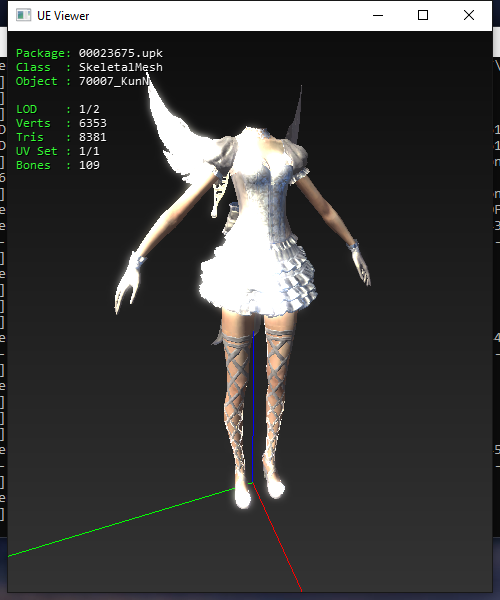 UE Viewer
Package: 00023675.upk
Class : SkeletalMesh
Object : 70007_KunN
LOD : 1/2
Verts : 6353
Tris : 8381
UV Set : 1/1
Bones : 109